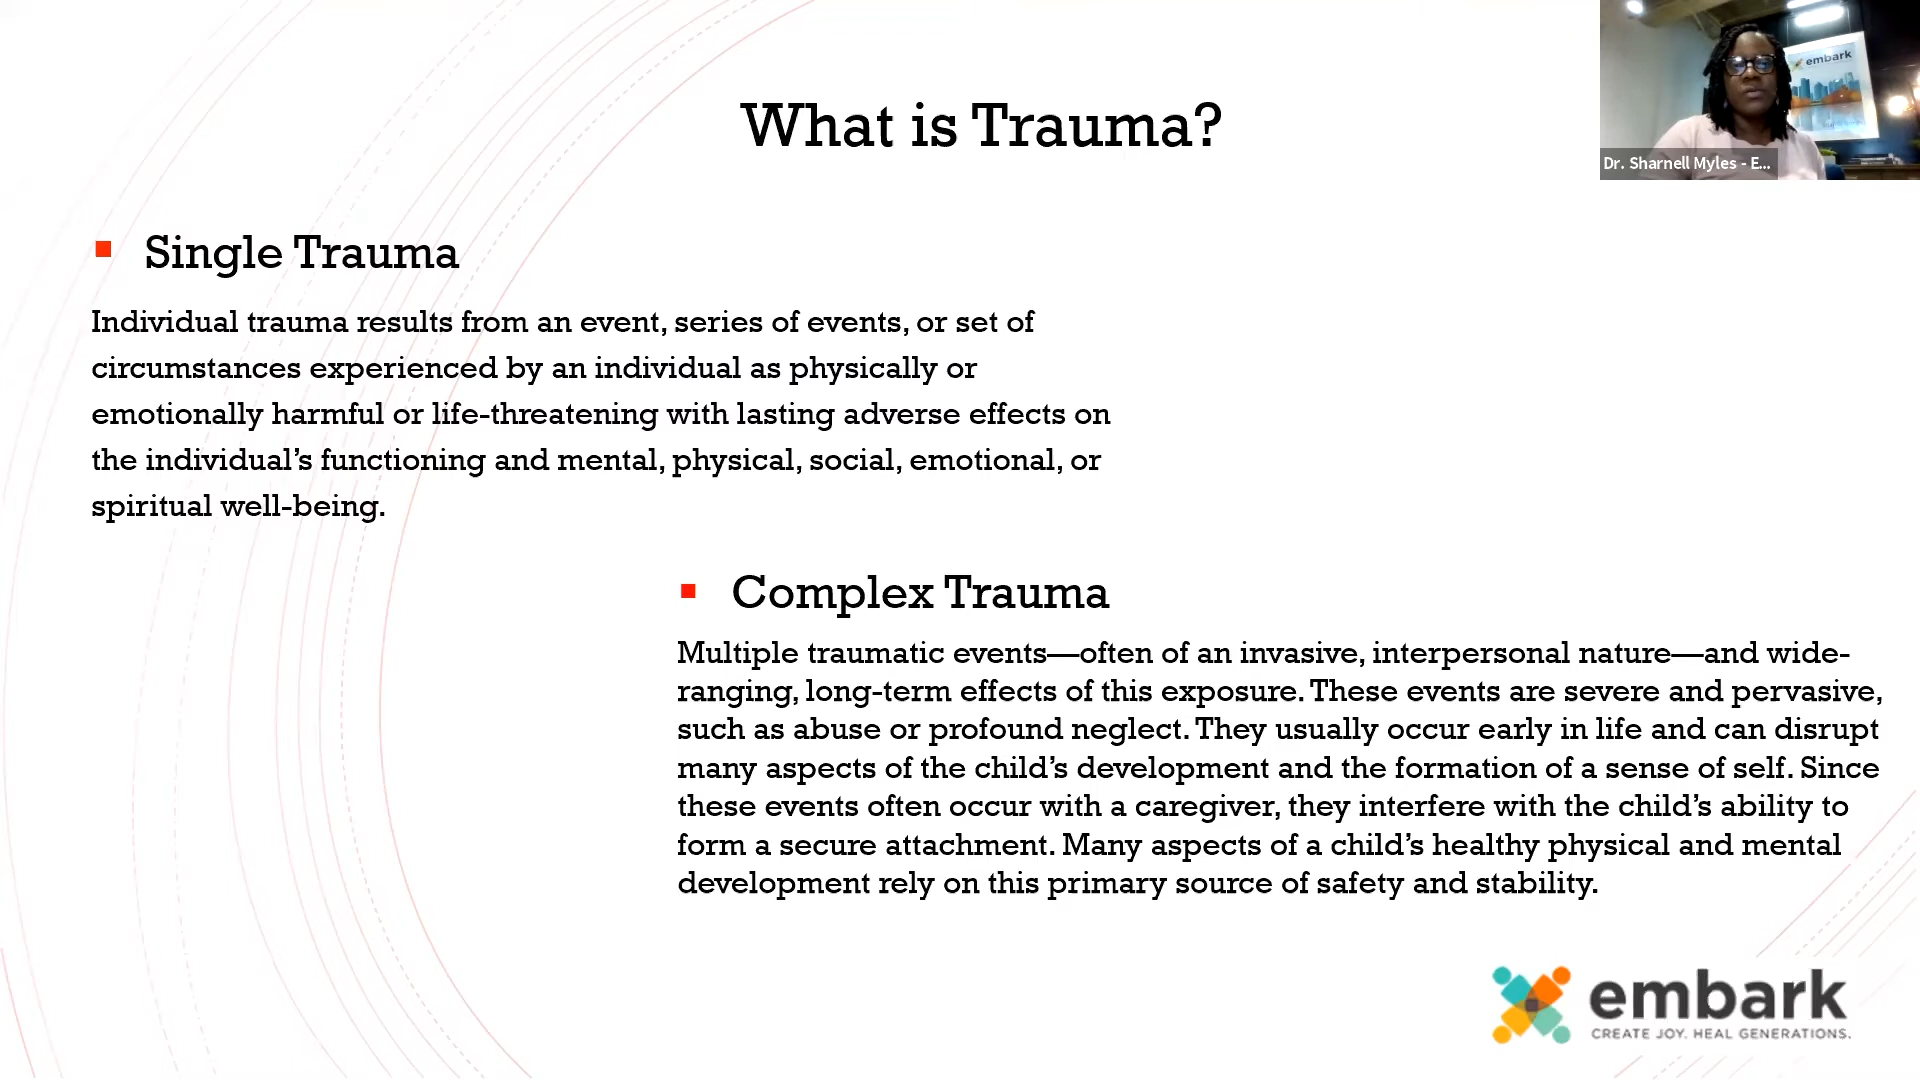 What is Trauma?
embark
Dr. Sharnell Myles - E...
Single Trauma
Individual trauma results from an event, series of events, or set of
circumstances experienced by an individual as physically or
emotionally harmful or life-threatening with lasting adverse effects on
the individual’s functioning and mental, physical, social, emotional, or
spiritual well-being.
Complex Trauma
Multiple traumatic events—often of an invasive, interpersonal nature—and wide-
ranging, long-term effects of this exposure. These events are severe and pervasive,
such as abuse or profound neglect. They usually occur early in life and can disrupt
many aspects of the child’s development and the formation of a sense of self. Since
these events often occur with a caregiver, they interfere with the child’s ability to
form a secure attachment. Many aspects of a child’s healthy physical and mental
development rely on this primary source of safety and stability.
embark
CREATE JOY. HEAL GENERATIONS.